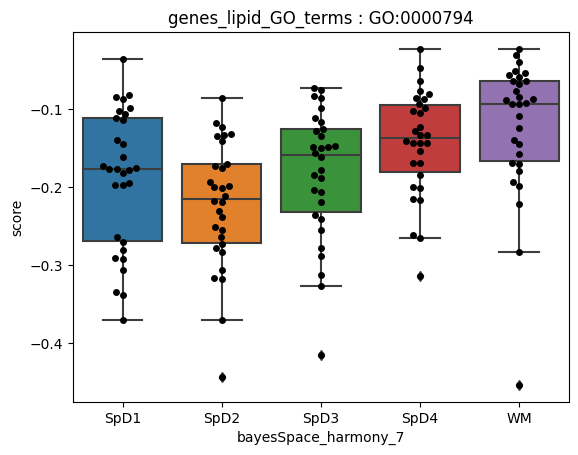 genes_lipid_GO_terms : GO:0000794
score
−0.1
−0.2
−0.3
−0.4
SpD1 SpD2 SpD3 SpD4 WM
bayesSpace_harmony_7